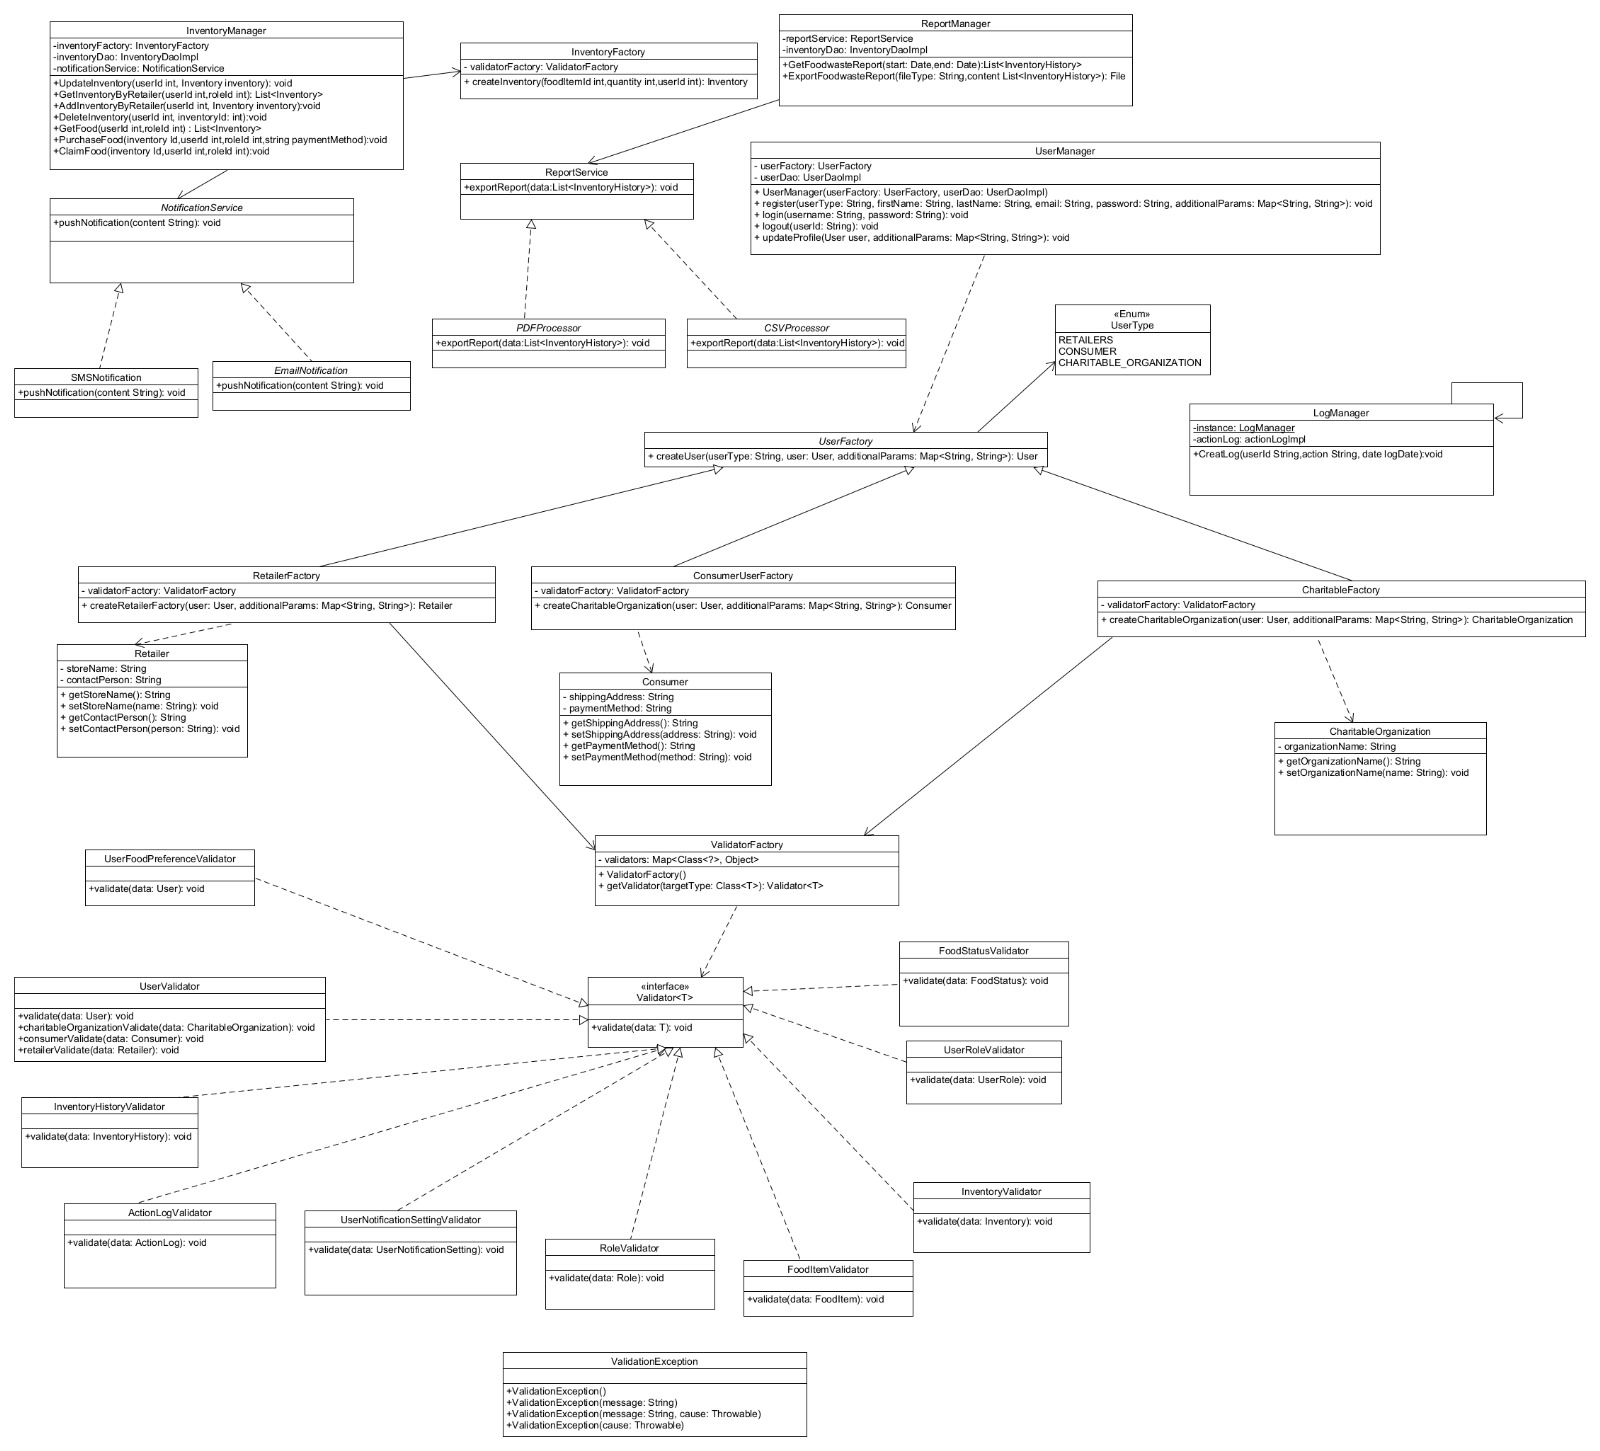 InventoryManager
-inventoryFactory: InventoryFactory
-inventoryDao: InventoryDaoImpl
-notificationService: NotificationService
+UpdateInventory(userId int, Inventory inventory): void
+GetInventoryByRetailer(userId int,roleId int): List<Inventory>
+AddInventoryByRetailer(userId int, Inventory inventory):void
+DeleteInventory(userId int, inventoryId: int):void
+GetFood(userId int,roleId int) : List<Inventory>
+PurchaseFood(inventory Id,userId int,roleId int,string paymentMethod):void
+ClaimFood(inventory Id,userId int,roleId int):void
InventoryFactory
- validatorFactory: ValidatorFactory
+ createInventory(foodItemId int,quantity int,userId int): Inventory
ReportManager
-reportService: ReportService
-inventoryDao: InventoryDaoImpl
+GetFoodwasteReport(start: Date,end: Date):List<InventoryHistory>
+ExportFoodwasteReport(fileType: String,content List<InventoryHistory>): File
ReportService
+exportReport(data:List<InventoryHistory>): void
UserManager
- userFactory: UserFactory
- userDao: UserDaoImpl
+ UserManager(userFactory: UserFactory, userDao: UserDaoImpl)
+ register(userType: String, firstName: String, lastName: String, email: String, password: String, additionalParams: Map<String, String>): void
+ login(username: String, password: String): void
+ logout(userId: String): void
+ updateProfile(User user, additionalParams: Map<String, String>): void
NotificationService
+pushNotification(content String): void
PDFProcessor
+exportReport(data:List<InventoryHistory>): void
CSVProcessor
+exportReport(data:List<InventoryHistory>): void
«Enum»
UserType
RETAILERS
CONSUMER
CHARITABLE_ORGANIZATION
SMSNotification
+pushNotification(content String): void
EmailNotification
+pushNotification(content String): void
LogManager
-instance: LogManager
-actionLog: actionLogImpl
+CreatLog(userId String,action String, date logDate):void
UserFactory
+ createUser(userType: String, user: User, additionalParams: Map<String, String>): User
RetailerFactory
- validatorFactory: ValidatorFactory
+ createRetailerFactory(user: User, additionalParams: Map<String, String>): Retailer
ConsumerUserFactory
- validatorFactory: ValidatorFactory
+ createCharitableOrganization(user: User, additionalParams: Map<String, String>): Consumer
CharitableFactory
- validatorFactory: ValidatorFactory
+ createCharitableOrganization(user: User, additionalParams: Map<String, String>): CharitableOrganization
Retailer
- storeName: String
- contactPerson: String
+ getStoreName(): String
+ setStoreName(name: String): void
+ getContactPerson(): String
+ setContactPerson(person: String): void
Consumer
- shippingAddress: String
- paymentMethod: String
+ getShippingAddress(): String
+ setShippingAddress(address: String): void
+ getPaymentMethod(): String
+ setPaymentMethod(method: String): void
CharitableOrganization
- organizationName: String
+ getOrganizationName(): String
+ setOrganizationName(name: String): void
ValidatorFactory
- validators: Map<Class<?>, Object>
+ ValidatorFactory()
+ getValidator(targetType: Class<T>): Validator<T>
UserFoodPreferenceValidator
+validate(data: User): void
FoodStatusValidator
+validate(data: FoodStatus): void
UserValidator
+validate(data: User): void
+charitableOrganizationValidate(data: CharitableOrganization): void
+consumerValidate(data: Consumer): void
+retailerValidate(data: Retailer): void
«interface»
Validator<T>
+validate(data: T): void
UserRoleValidator
+validate(data: UserRole): void
InventoryHistoryValidator
+validate(data: InventoryHistory): void
ActionLogValidator
+validate(data: ActionLog): void
UserNotificationSettingValidator
+validate(data: UserNotificationSetting): void
RoleValidator
+validate(data: Role): void
FoodItemValidator
+validate(data: FoodItem): void
InventoryValidator
+validate(data: Inventory): void
ValidationException
+ValidationException()
+ValidationException(message: String)
+ValidationException(message: String, cause: Throwable)
+ValidationException(cause: Throwable)